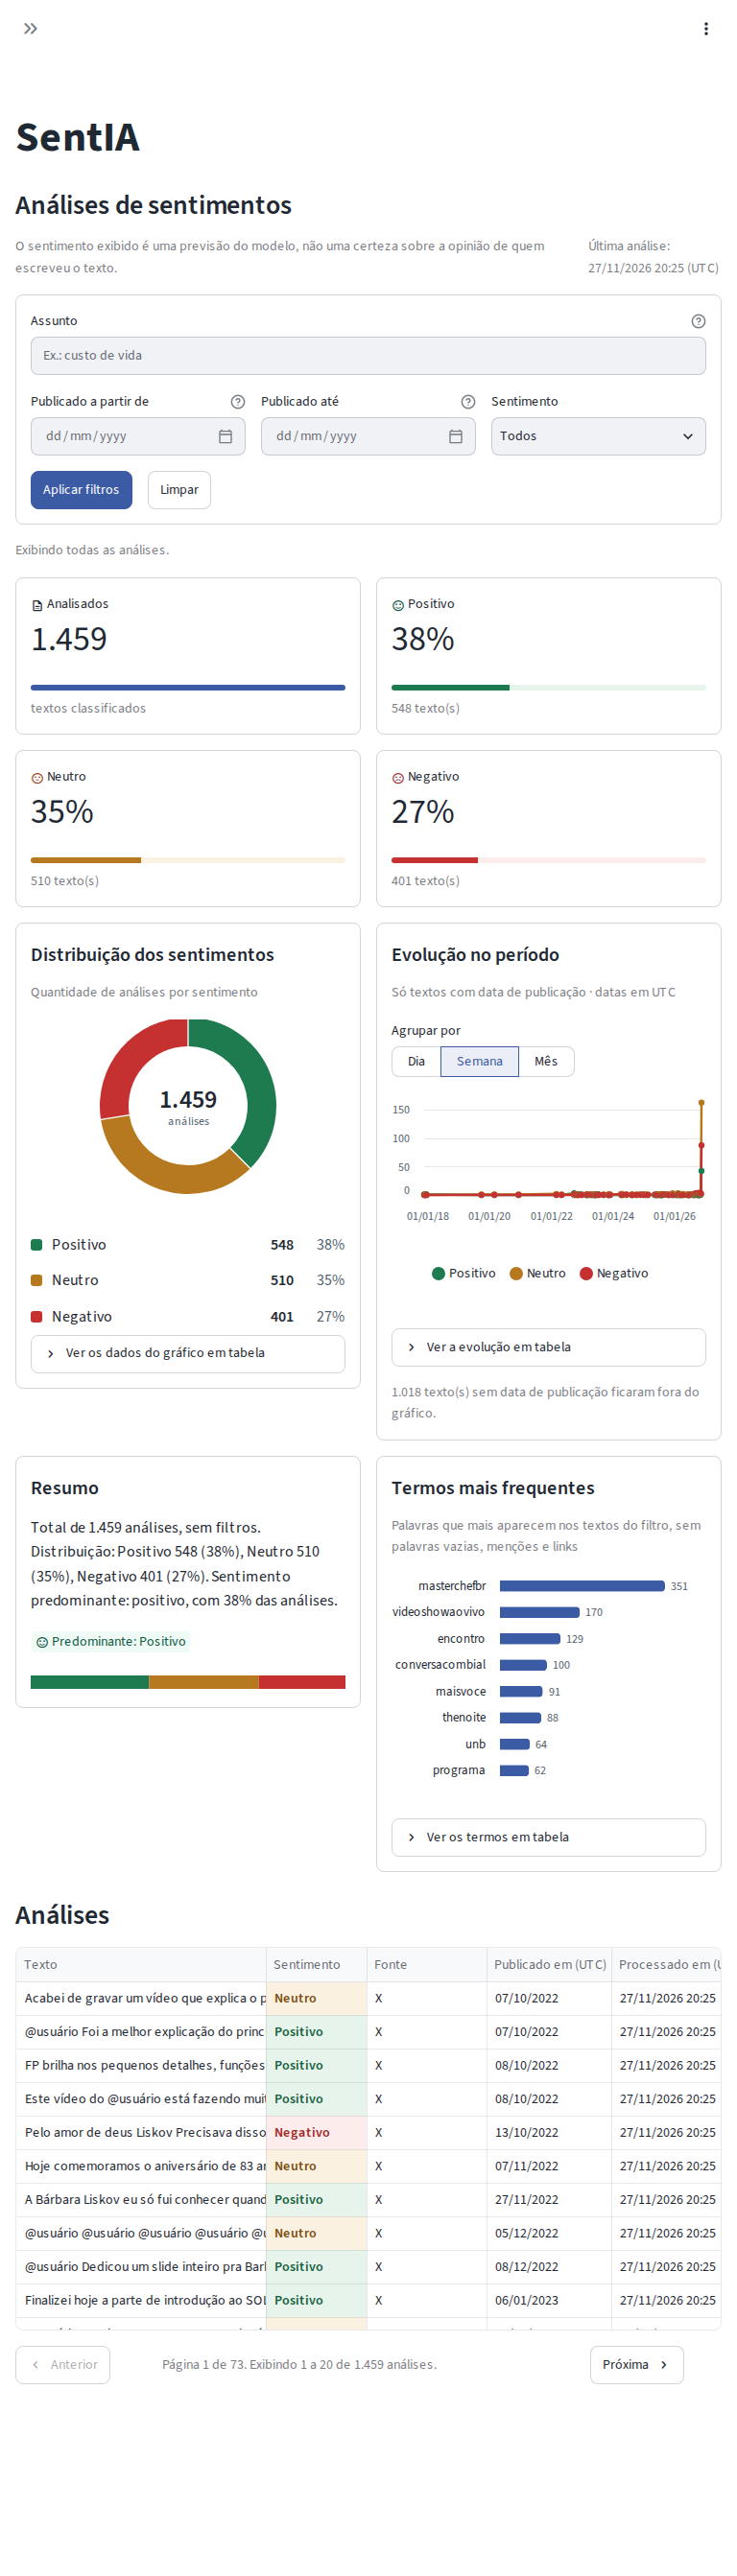 SentIA
Análises de sentimentos
O sentimento exibido é uma previsão do modelo, não uma certeza sobre a opinião de quem
escreveu o texto.
Última análise:
27/11/2026 20:25 (UTC)
Assunto
Ex.: custo de vida
Publicado a partir de
Publicado até
Sentimento
dd/mm/yyyy
dd/mm/yyyy
Todos
Aplicar filtros
Limpar
Exibindo todas as análises.
Analisados
1.459
textos classificados
Positivo
38%
548 texto(s)
Neutro
35%
510 texto(s)
Negativo
27%
401 texto(s)
Distribuição dos sentimentos
Quantidade de análises por sentimento
1.459
análises
Positivo 548 38%
Neutro 510 35%
Negativo 401 27%
Ver os dados do gráfico em tabela
Evolução no período
Só textos com data de publicação · datas em UTC
Agrupar por
Dia Semana Mês
150
100
50
0
01/01/18 01/01/20 01/01/22 01/01/24 01/01/26
Positivo Neutro Negativo
Ver a evolução em tabela
1.018 texto(s) sem data de publicação ficaram fora do
gráfico.
Resumo
Total de 1.459 análises, sem filtros.
Distribuição: Positivo 548 (38%), Neutro 510
(35%), Negativo 401 (27%). Sentimento
predominante: positivo, com 38% das análises.
Predominante: Positivo
Termos mais frequentes
Palavras que mais aparecem nos textos do filtro, sem
palavras vazias, menções e links
masterchefbr 351
videoshowaovivo 170
encontro 129
conversacombial 100
maisvoce 91
thenoite 88
unb 64
programa 62
Ver os termos em tabela
Análises
Texto Sentimento Fonte Publicado em (UTC) Processado em (U
Acabei de gravar um vídeo que explica o p Neutro X 07/10/2022 27/11/2026 20:25
@usuário Foi a melhor explicação do princ Positivo X 07/10/2022 27/11/2026 20:25
FP brilha nos pequenos detalhes, funções Positivo X 08/10/2022 27/11/2026 20:25
Este vídeo do @usuário está fazendo muit Positivo X 08/10/2022 27/11/2026 20:25
Pelo amor de deus Liskov Precisava disso Negativo X 13/10/2022 27/11/2026 20:25
Hoje comemoramos o aniversário de 83 an Neutro X 07/11/2022 27/11/2026 20:25
A Bárbara Liskov eu só fui conhecer quand Positivo X 27/11/2022 27/11/2026 20:25
@usuário @usuário @usuário @usuário @u Neutro X 05/12/2022 27/11/2026 20:25
@usuário Dedicou um slide inteiro pra Barl Positivo X 08/12/2022 27/11/2026 20:25
Finalizei hoje a parte de introdução ao SOL Positivo X 06/01/2023 27/11/2026 20:25
Anterior
Página 1 de 73. Exibindo 1 a 20 de 1.459 análises.
Próxima